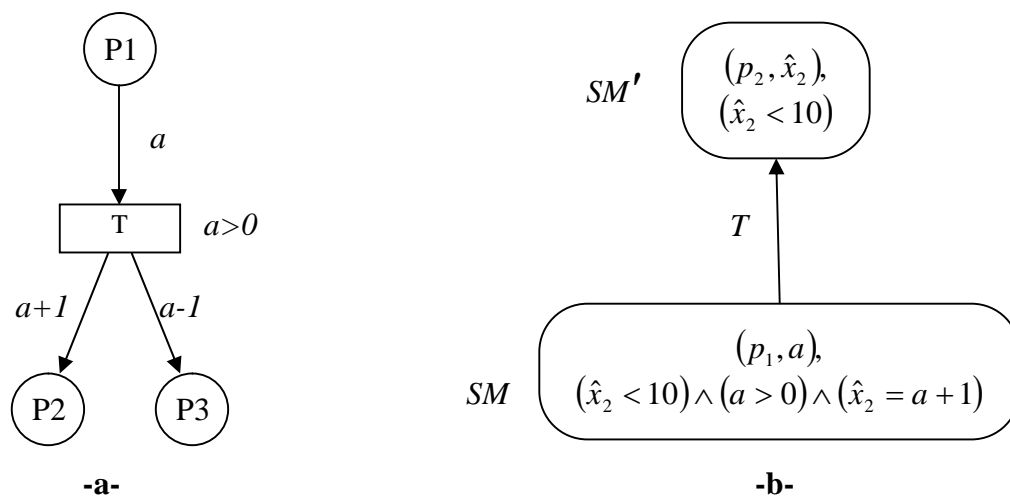 P1
a
T
a>0
a+1
a-1
P2
P3
-a-
SM′
(p₂, x̂₂),
(x̂₂ < 10)
T
SM
(p₁, a),
(x̂₂ < 10) ∧ (a > 0) ∧ (x̂₂ = a + 1)
-b-